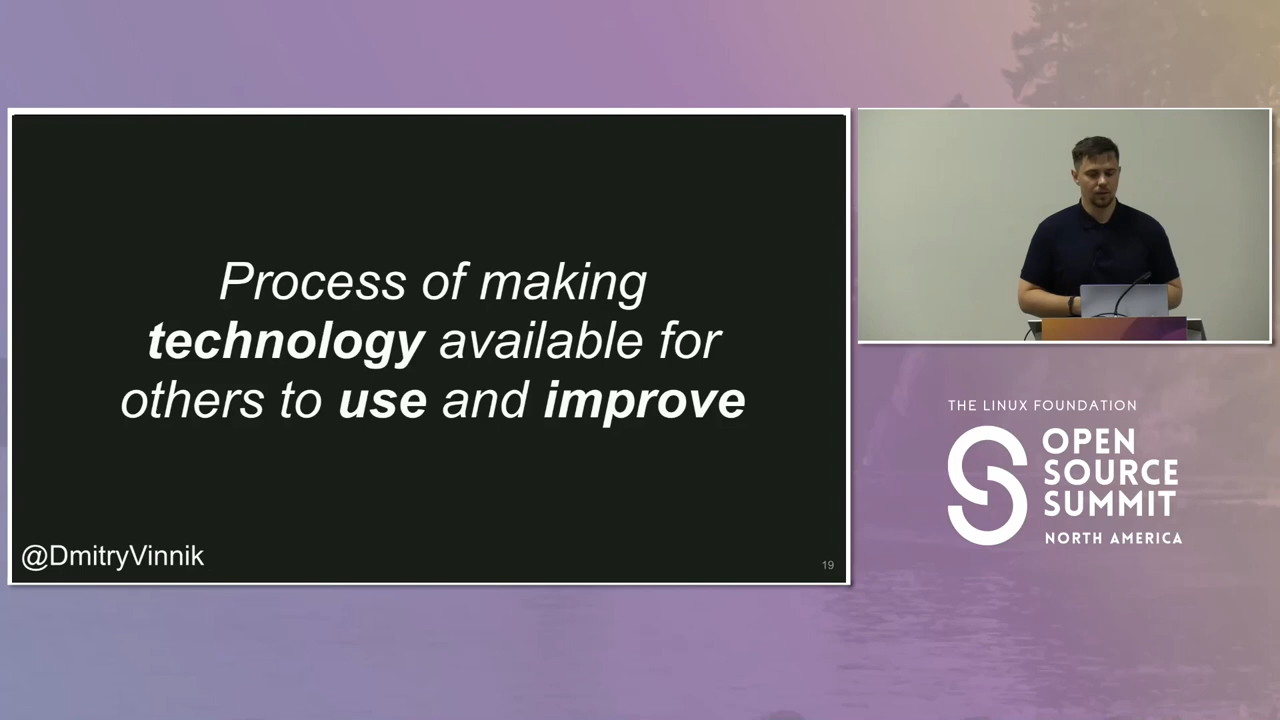 Process of making
technology available for
others to use and improve
@DmitryVinnik
19
THE LINUX FOUNDATION
OPEN
SOURCE
SUMMIT
NORTH AMERICA